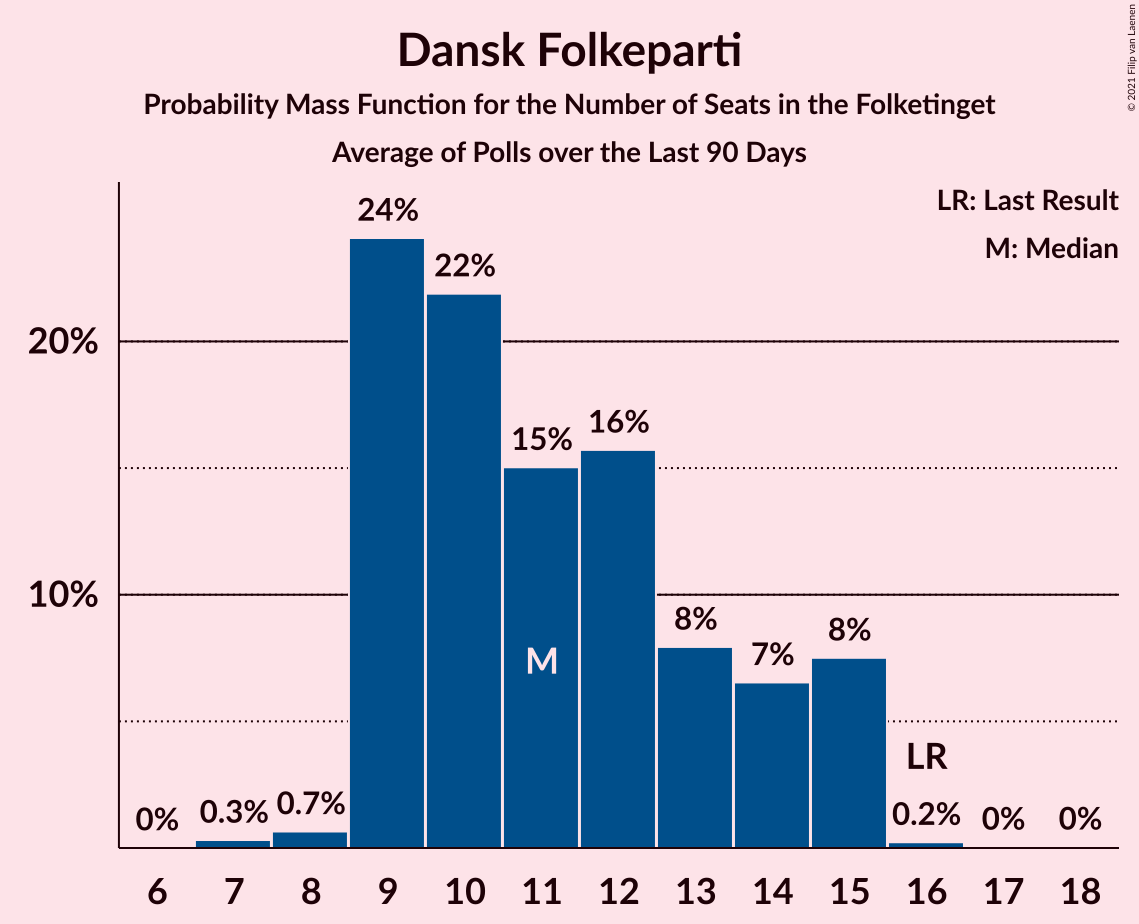 Dansk Folkeparti
Probability Mass Function for the Number of Seats in the Folketinget
Average of Polls over the Last 90 Days
© 2021 Filip van Laenen
LR: Last Result
M: Median
24%
22%
20%
16%
15%
10%
8%
8%
7%
M
LR
0%
0.3%
0.7%
0.2%
0%
0%
6 7 8 9 10 11 12 13 14 15 16 17 18